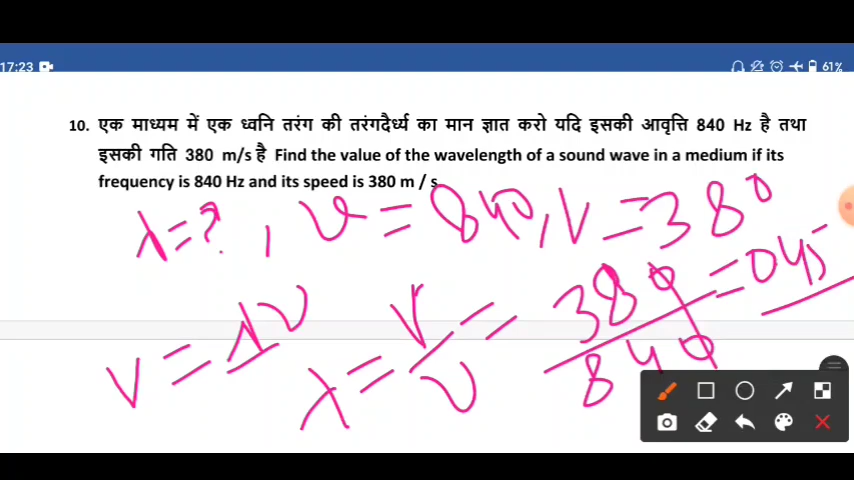 17:23 61%
10. एक माध्यम में एक ध्वनि तरंग की तरंगदैर्ध्य का मान ज्ञात करो यदि इसकी आवृत्ति 840 Hz है तथा
इसकी गति 380 m/s है Find the value of the wavelength of a sound wave in a medium if its
frequency is 840 Hz and its speed is 380 m / s.
λ=?, ν=840, V=380
V=λν λ=V/ν=380/840=045